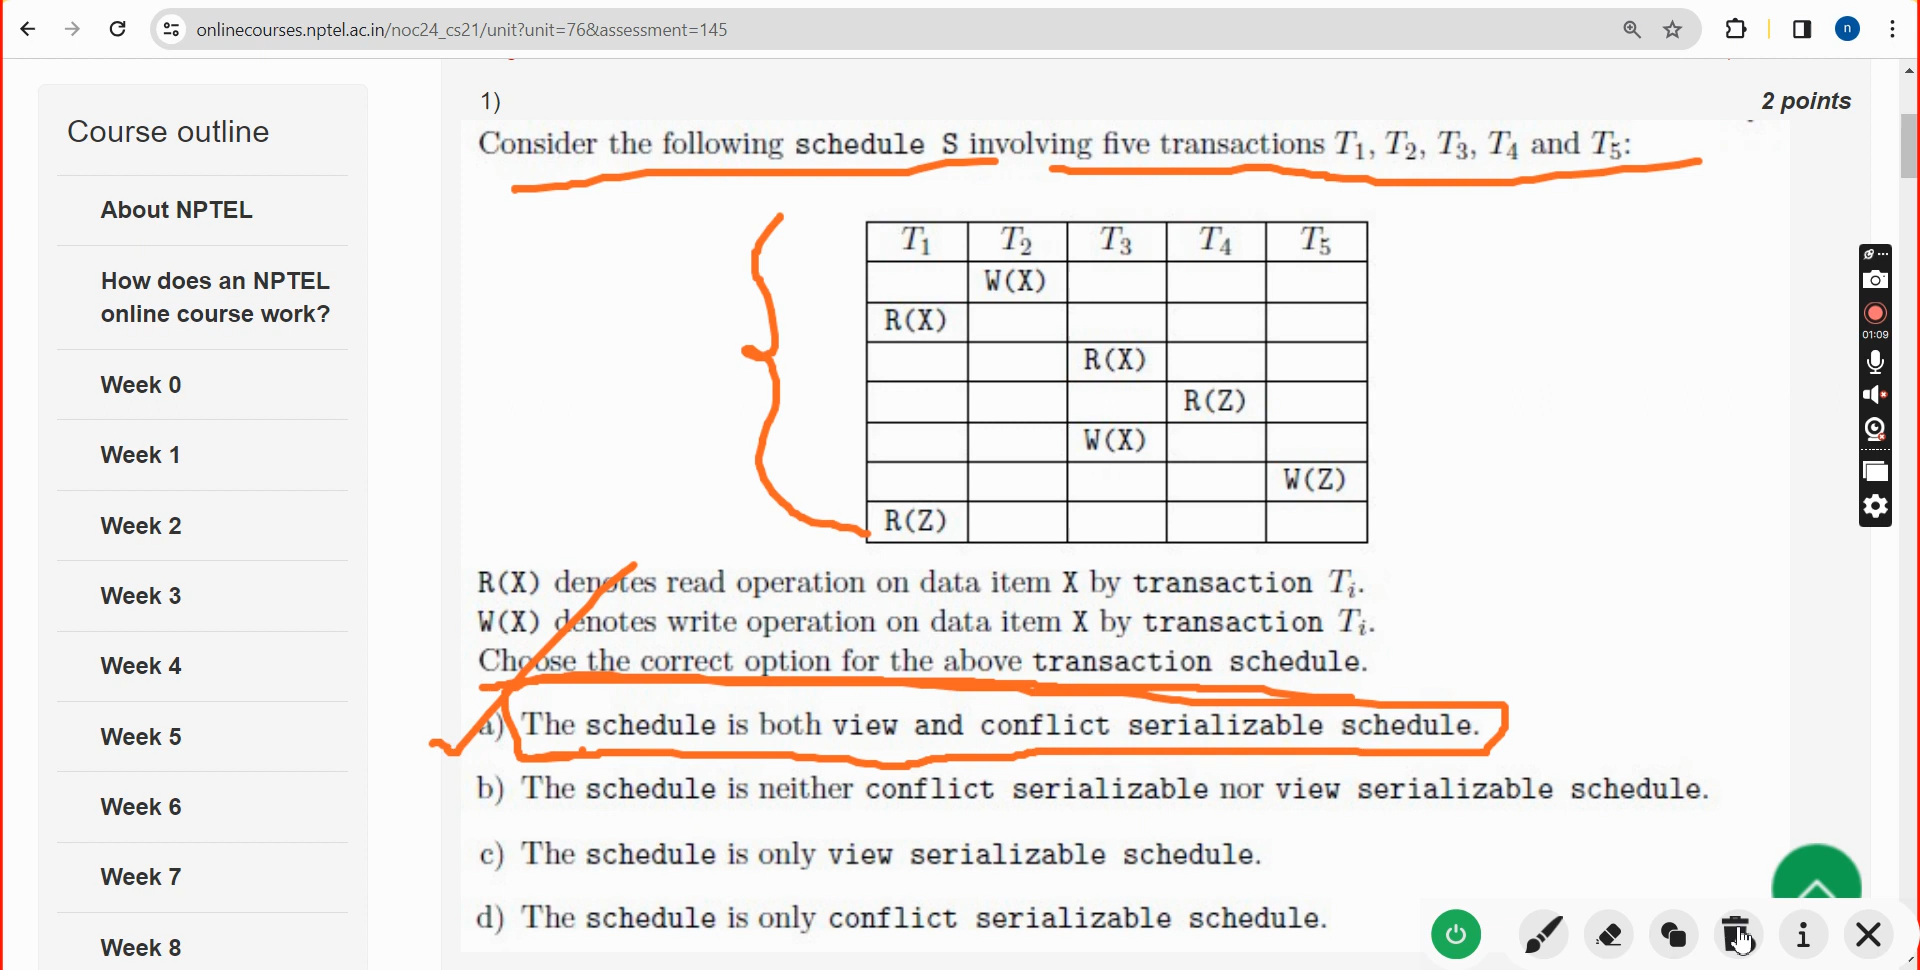 onlinecourses.nptel.ac.in/noc24_cs21/unit?unit=76&assessment=145
n
Course outline
About NPTEL
How does an NPTEL
online course work?
Week 0
Week 1
Week 2
Week 3
Week 4
Week 5
Week 6
Week 7
Week 8
1)
2 points
Consider the following schedule S involving five transactions T1, T2, T3, T4 and T5:
T1 T2 T3 T4 T5
W(X)
R(X)
R(X)
R(Z)
W(X)
W(Z)
R(Z)
R(X) denotes read operation on data item X by transaction Ti.
W(X) denotes write operation on data item X by transaction Ti.
Choose the correct option for the above transaction schedule.
a) The schedule is both view and conflict serializable schedule.
b) The schedule is neither conflict serializable nor view serializable schedule.
c) The schedule is only view serializable schedule.
d) The schedule is only conflict serializable schedule.
01:09